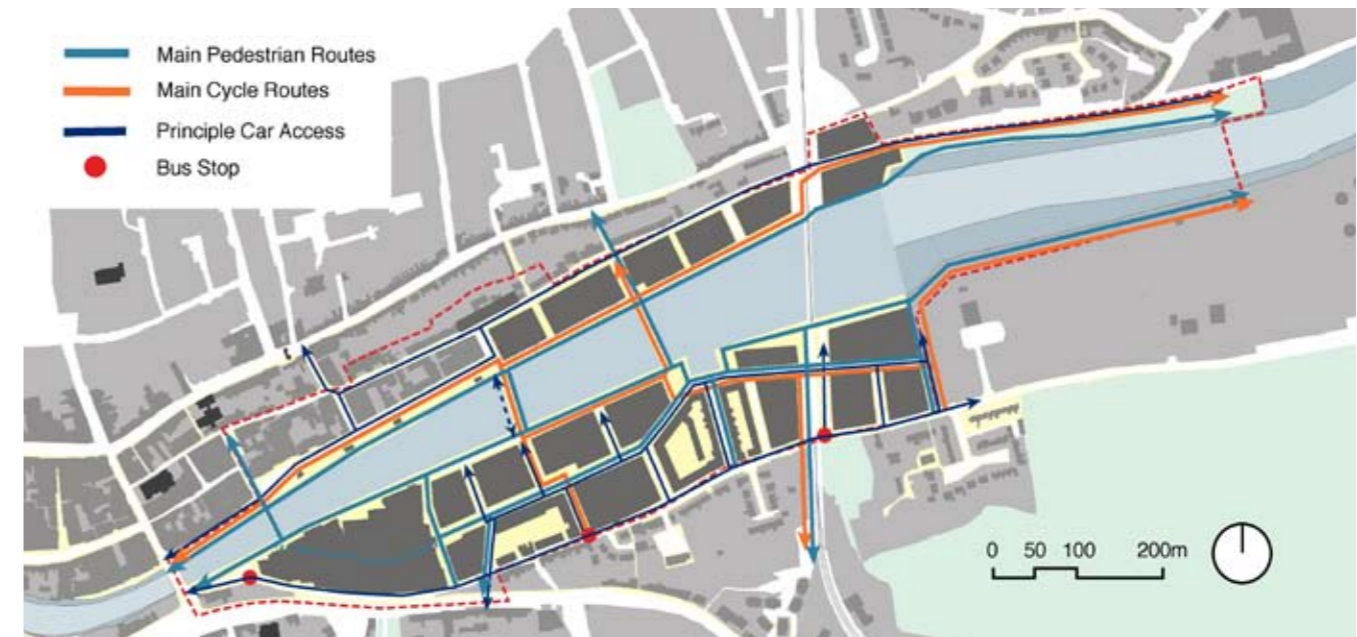 Main Pedestrian Routes
Main Cycle Routes
Principle Car Access
Bus Stop
0 50 100 200m